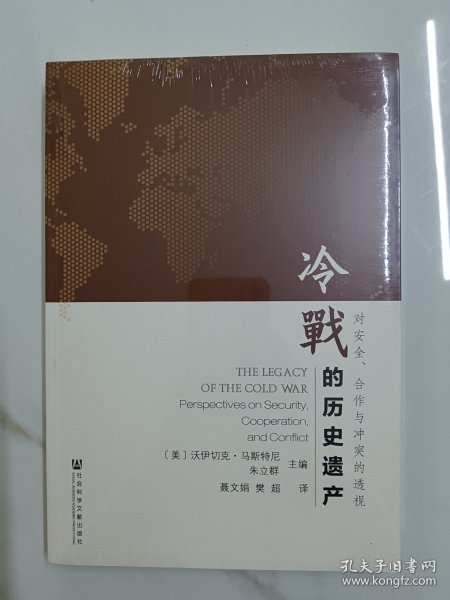 冷戰
的历史遗产
对安全、合作与冲突的透视
THE LEGACY
OF THE COLD WAR
Perspectives on Security,
Cooperation,
and Conflict
〔美〕沃伊切克·马斯特尼
朱立群
主编
聂文娟 樊 超 译
社会科学文献出版社
孔夫子旧书网
www.kongfz.com